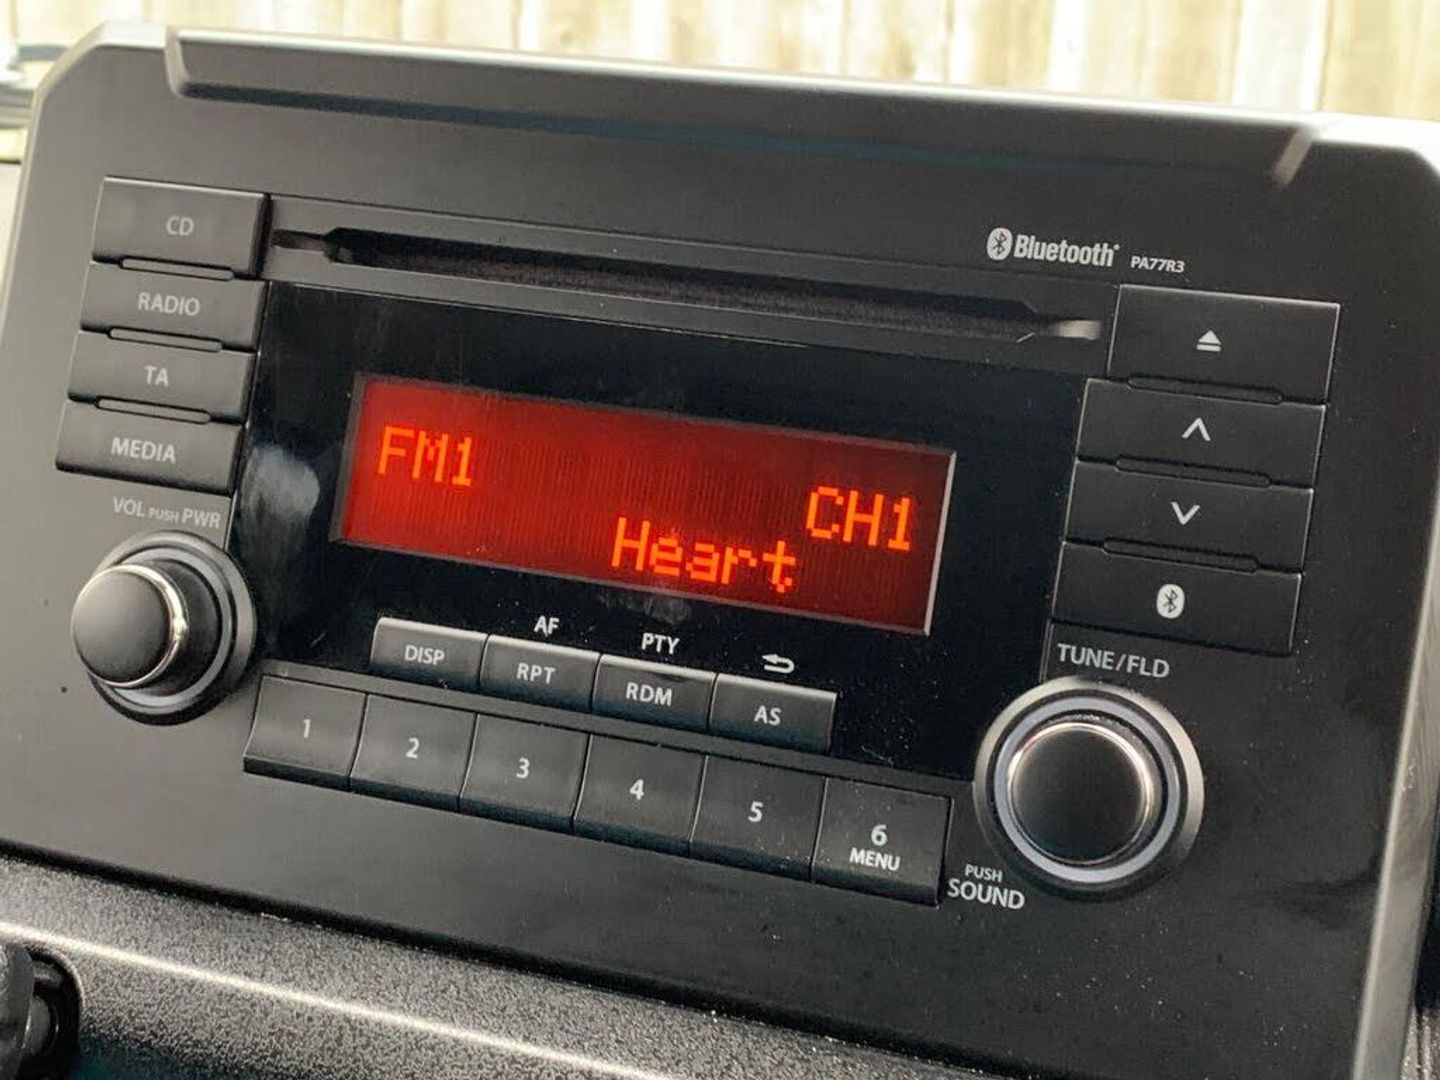 CD
Bluetooth PA77R3
RADIO
TA
MEDIA
VOL PUSH PWR
FM1
CH1
Heart
AF
PTY
DISP
RPT
RDM
AS
TUNE/FLD
1
2
3
4
5
6
MENU
PUSH
SOUND